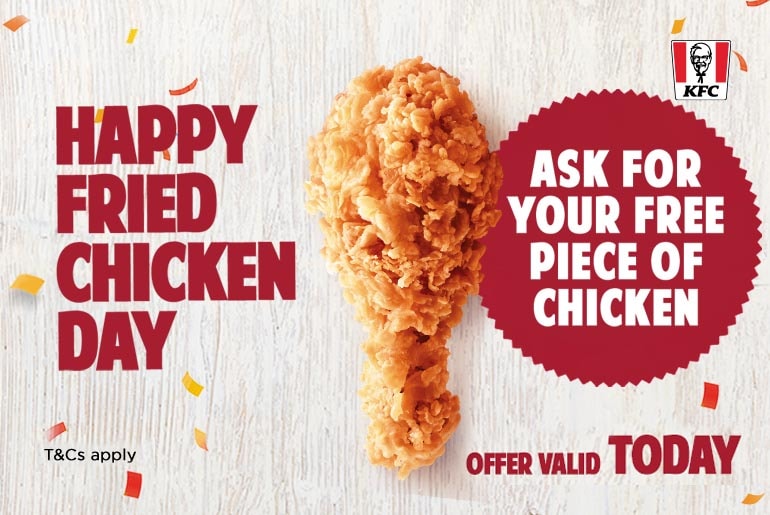 HAPPY
FRIED
CHICKEN
DAY
KFC
ASK FOR
YOUR FREE
PIECE OF
CHICKEN
T&Cs apply
OFFER VALID TODAY